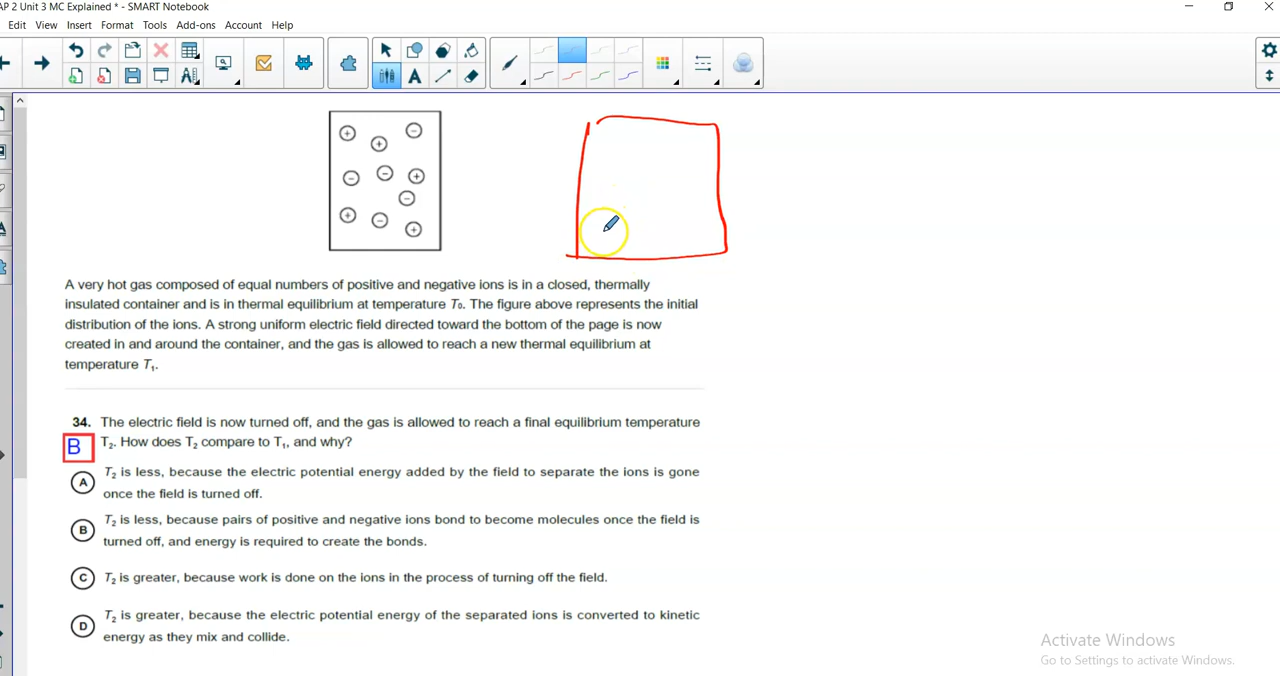 AP 2 Unit 3 MC Explained * - SMART Notebook
Edit View Insert Format Tools Add-ons Account Help
A very hot gas composed of equal numbers of positive and negative ions is in a closed, thermally
insulated container and is in thermal equilibrium at temperature T₀. The figure above represents the initial
distribution of the ions. A strong uniform electric field directed toward the bottom of the page is now
created in and around the container, and the gas is allowed to reach a new thermal equilibrium at
temperature T₁.
34. The electric field is now turned off, and the gas is allowed to reach a final equilibrium temperature
B T₂. How does T₂ compare to T₁, and why?
A T₂ is less, because the electric potential energy added by the field to separate the ions is gone
once the field is turned off.
B T₂ is less, because pairs of positive and negative ions bond to become molecules once the field is
turned off, and energy is required to create the bonds.
C T₂ is greater, because work is done on the ions in the process of turning off the field.
D T₂ is greater, because the electric potential energy of the separated ions is converted to kinetic
energy as they mix and collide.
Activate Windows
Go to Settings to activate Windows.